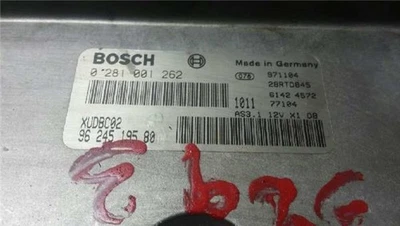 BOSCH
Made in Germany
0 281 001 262
971104
28RTD845
8142 4572
1011 77104
AS3.1 12V X1 08
XUD8C02
96 245 195 80